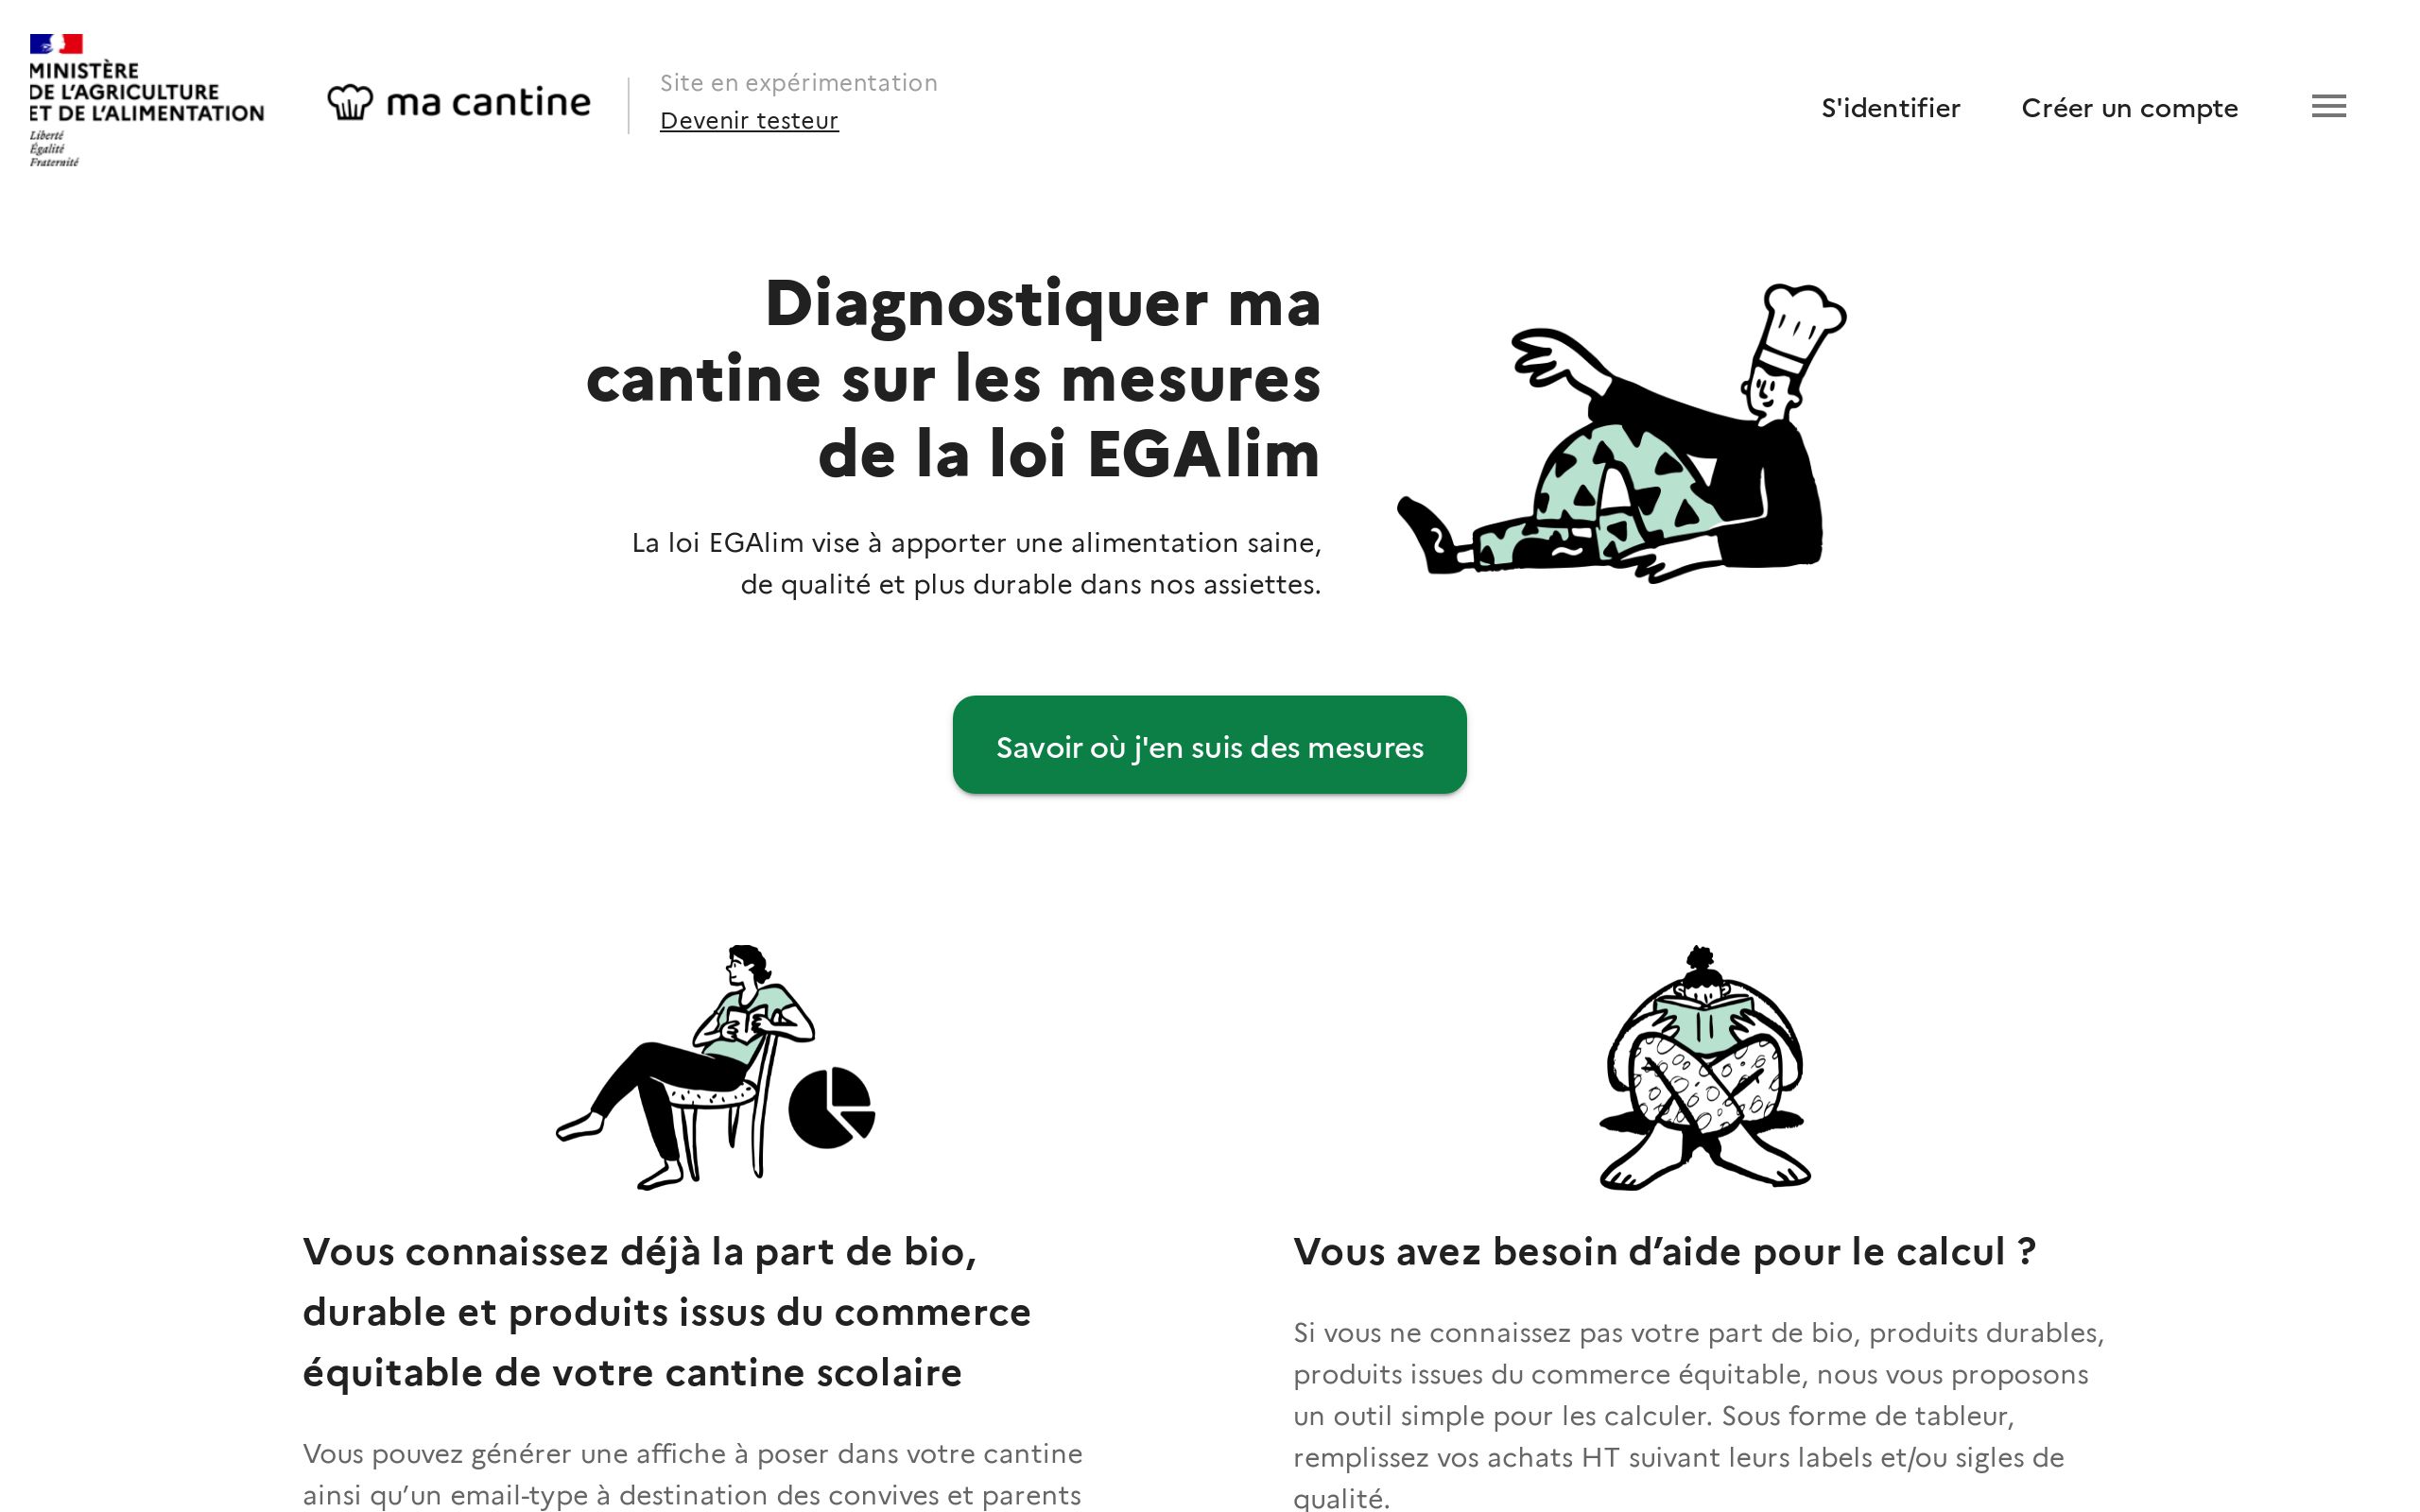 MINISTÈRE
DE L'AGRICULTURE
ET DE L'ALIMENTATION
Liberté
Égalité
Fraternité
ma cantine
Site en expérimentation
Devenir testeur
S'identifier
Créer un compte
Diagnostiquer ma
cantine sur les mesures
de la loi EGAlim
La loi EGAlim vise à apporter une alimentation saine,
de qualité et plus durable dans nos assiettes.
Savoir où j'en suis des mesures
Vous connaissez déjà la part de bio,
durable et produits issus du commerce
équitable de votre cantine scolaire
Vous pouvez générer une affiche à poser dans votre cantine
ainsi qu’un email-type à destination des convives et parents
Vous avez besoin d’aide pour le calcul ?
Si vous ne connaissez pas votre part de bio, produits durables,
produits issues du commerce équitable, nous vous proposons
un outil simple pour les calculer. Sous forme de tableur,
remplissez vos achats HT suivant leurs labels et/ou sigles de
qualité.